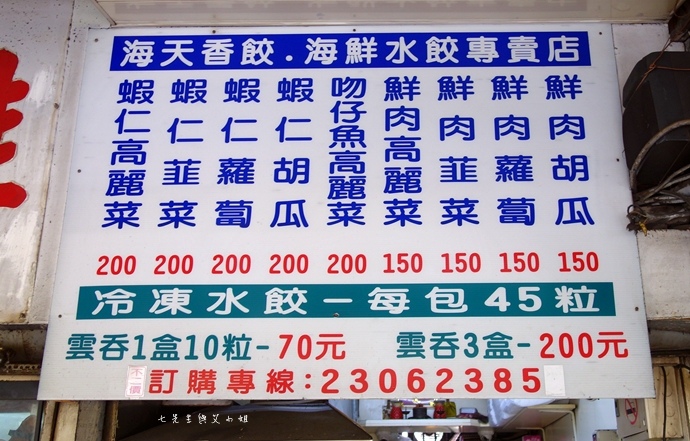 海天香餃．海鮮水餃專賣店
蝦仁高麗菜 200
蝦仁韮菜 200
蝦仁蘿蔔 200
蝦仁胡瓜 200
吻仔魚高麗菜 200
鮮肉高麗菜 150
鮮肉韮菜 150
鮮肉蘿蔔 150
鮮肉胡瓜 150
冷凍水餃－每包45粒
雲吞1盒10粒-70元 雲吞3盒-200元
訂購專線:23062385